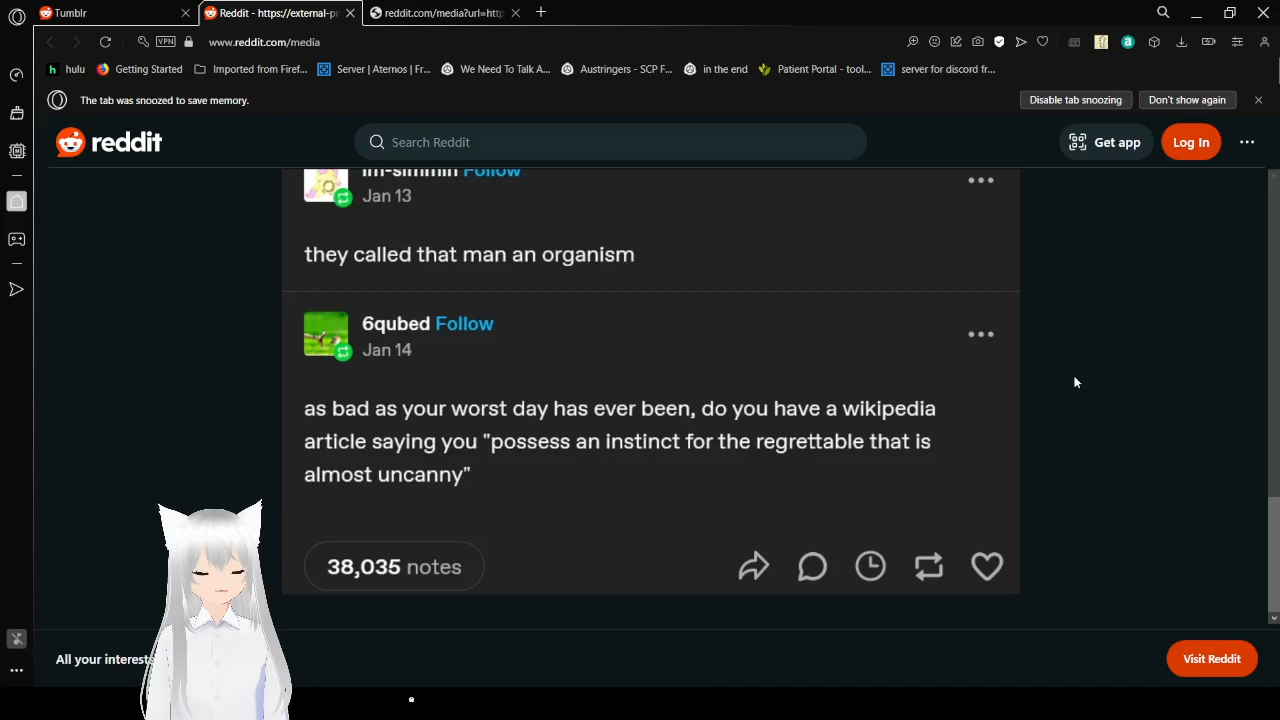 Tumblr
Reddit - https://external-pr
reddit.com/media?url=http
VPN
www.reddit.com/media
hulu
Getting Started
Imported from Firef...
Server | Aternos | Fr...
We Need To Talk A...
Austringers - SCP F...
in the end
Patient Portal - tool...
server for discord fr...
The tab was snoozed to save memory.
Disable tab snoozing
Don't show again
reddit
Search Reddit
Get app
Log In
im-simmin Follow
Jan 13
they called that man an organism
6qubed Follow
Jan 14
as bad as your worst day has ever been, do you have a wikipedia
article saying you "possess an instinct for the regrettable that is
almost uncanny"
38,035 notes
All your interest
Visit Reddit